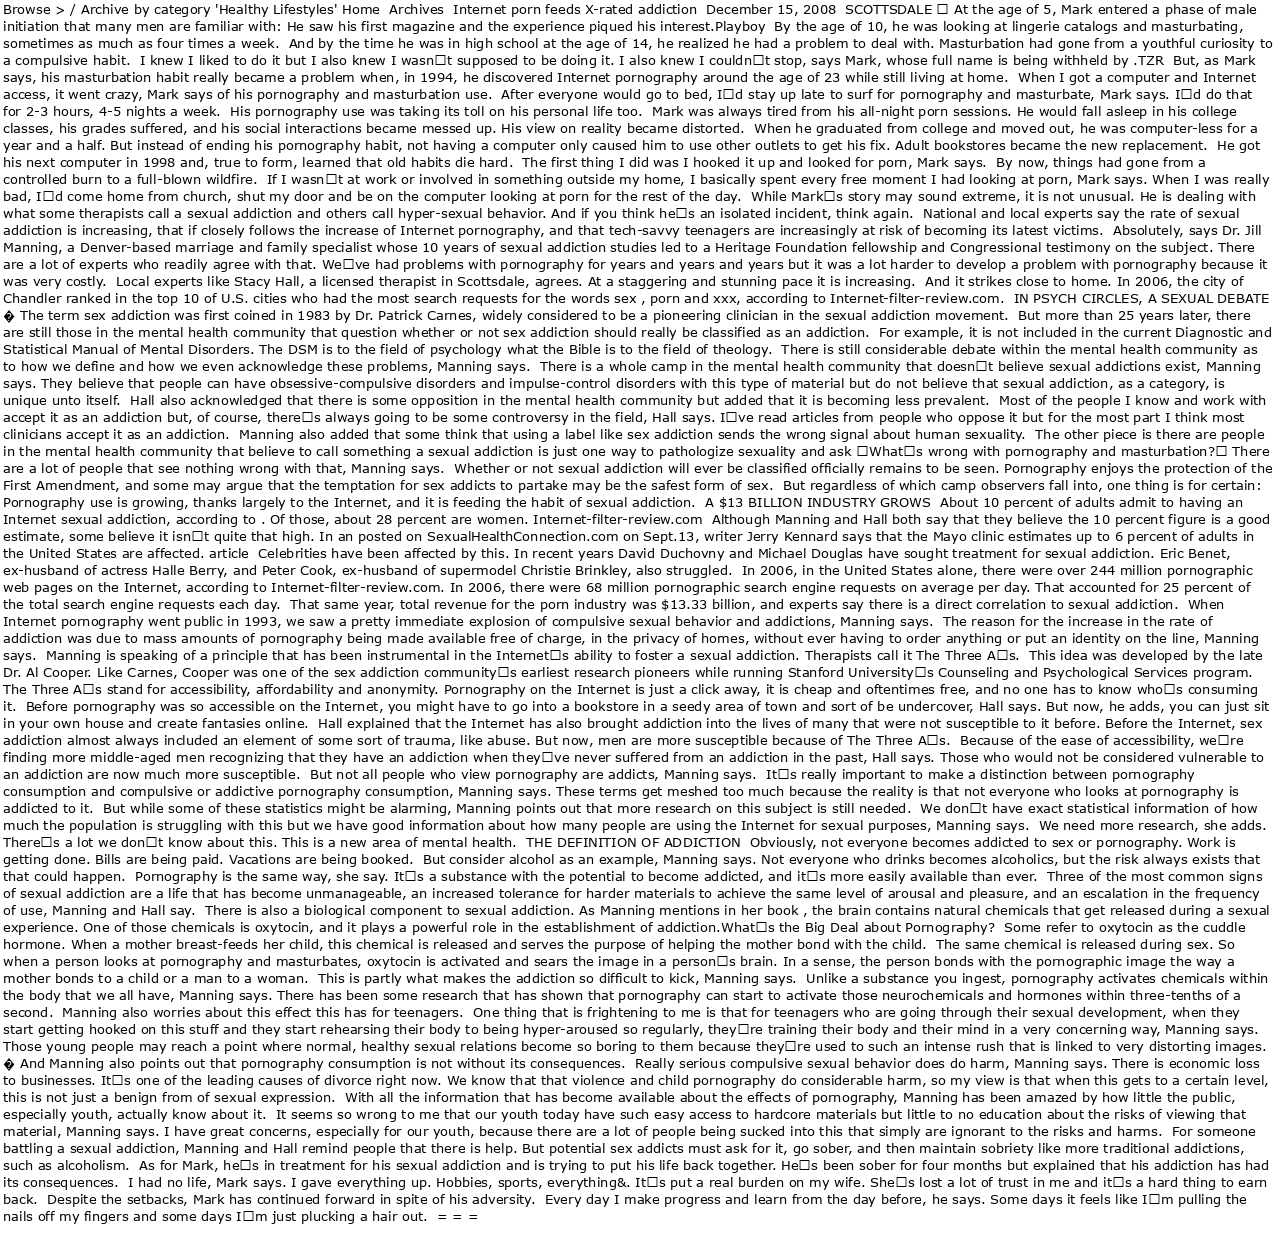 Browse > / Archive by category 'Healthy Lifestyles' Home  Archives  Internet porn feeds X-rated addiction  December 15, 2008  SCOTTSDALE □ At the age of 5, Mark entered a phase of male
initiation that many men are familiar with: He saw his first magazine and the experience piqued his interest.Playboy  By the age of 10, he was looking at lingerie catalogs and masturbating,
sometimes as much as four times a week.  And by the time he was in high school at the age of 14, he realized he had a problem to deal with. Masturbation had gone from a youthful curiosity to
a compulsive habit.  I knew I liked to do it but I also knew I wasn□t supposed to be doing it. I also knew I couldn□t stop, says Mark, whose full name is being withheld by .TZR  But, as Mark
says, his masturbation habit really became a problem when, in 1994, he discovered Internet pornography around the age of 23 while still living at home.  When I got a computer and Internet
access, it went crazy, Mark says of his pornography and masturbation use.  After everyone would go to bed, I□d stay up late to surf for pornography and masturbate, Mark says. I□d do that
for 2-3 hours, 4-5 nights a week.  His pornography use was taking its toll on his personal life too.  Mark was always tired from his all-night porn sessions. He would fall asleep in his college
classes, his grades suffered, and his social interactions became messed up. His view on reality became distorted.  When he graduated from college and moved out, he was computer-less for a
year and a half. But instead of ending his pornography habit, not having a computer only caused him to use other outlets to get his fix. Adult bookstores became the new replacement.  He got
his next computer in 1998 and, true to form, learned that old habits die hard.  The first thing I did was I hooked it up and looked for porn, Mark says.  By now, things had gone from a
controlled burn to a full-blown wildfire.  If I wasn□t at work or involved in something outside my home, I basically spent every free moment I had looking at porn, Mark says. When I was really
bad, I□d come home from church, shut my door and be on the computer looking at porn for the rest of the day.  While Mark□s story may sound extreme, it is not unusual. He is dealing with
what some therapists call a sexual addiction and others call hyper-sexual behavior. And if you think he□s an isolated incident, think again.  National and local experts say the rate of sexual
addiction is increasing, that if closely follows the increase of Internet pornography, and that tech-savvy teenagers are increasingly at risk of becoming its latest victims.  Absolutely, says Dr. Jill
Manning, a Denver-based marriage and family specialist whose 10 years of sexual addiction studies led to a Heritage Foundation fellowship and Congressional testimony on the subject. There
are a lot of experts who readily agree with that. We□ve had problems with pornography for years and years and years but it was a lot harder to develop a problem with pornography because it
was very costly.  Local experts like Stacy Hall, a licensed therapist in Scottsdale, agrees. At a staggering and stunning pace it is increasing.  And it strikes close to home. In 2006, the city of
Chandler ranked in the top 10 of U.S. cities who had the most search requests for the words sex , porn and xxx, according to Internet-filter-review.com.  IN PSYCH CIRCLES, A SEXUAL DEBATE
� The term sex addiction was first coined in 1983 by Dr. Patrick Carnes, widely considered to be a pioneering clinician in the sexual addiction movement.  But more than 25 years later, there
are still those in the mental health community that question whether or not sex addiction should really be classified as an addiction.  For example, it is not included in the current Diagnostic and
Statistical Manual of Mental Disorders. The DSM is to the field of psychology what the Bible is to the field of theology.  There is still considerable debate within the mental health community as
to how we define and how we even acknowledge these problems, Manning says.  There is a whole camp in the mental health community that doesn□t believe sexual addictions exist, Manning
says. They believe that people can have obsessive-compulsive disorders and impulse-control disorders with this type of material but do not believe that sexual addiction, as a category, is
unique unto itself.  Hall also acknowledged that there is some opposition in the mental health community but added that it is becoming less prevalent.  Most of the people I know and work with
accept it as an addiction but, of course, there□s always going to be some controversy in the field, Hall says. I□ve read articles from people who oppose it but for the most part I think most
clinicians accept it as an addiction.  Manning also added that some think that using a label like sex addiction sends the wrong signal about human sexuality.  The other piece is there are people
in the mental health community that believe to call something a sexual addiction is just one way to pathologize sexuality and ask □What□s wrong with pornography and masturbation?□ There
are a lot of people that see nothing wrong with that, Manning says.  Whether or not sexual addiction will ever be classified officially remains to be seen. Pornography enjoys the protection of the
First Amendment, and some may argue that the temptation for sex addicts to partake may be the safest form of sex.  But regardless of which camp observers fall into, one thing is for certain:
Pornography use is growing, thanks largely to the Internet, and it is feeding the habit of sexual addiction.  A $13 BILLION INDUSTRY GROWS  About 10 percent of adults admit to having an
Internet sexual addiction, according to . Of those, about 28 percent are women. Internet-filter-review.com  Although Manning and Hall both say that they believe the 10 percent figure is a good
estimate, some believe it isn□t quite that high. In an posted on SexualHealthConnection.com on Sept.13, writer Jerry Kennard says that the Mayo clinic estimates up to 6 percent of adults in
the United States are affected. article  Celebrities have been affected by this. In recent years David Duchovny and Michael Douglas have sought treatment for sexual addiction. Eric Benet,
ex-husband of actress Halle Berry, and Peter Cook, ex-husband of supermodel Christie Brinkley, also struggled.  In 2006, in the United States alone, there were over 244 million pornographic
web pages on the Internet, according to Internet-filter-review.com. In 2006, there were 68 million pornographic search engine requests on average per day. That accounted for 25 percent of
the total search engine requests each day.  That same year, total revenue for the porn industry was $13.33 billion, and experts say there is a direct correlation to sexual addiction.  When
Internet pornography went public in 1993, we saw a pretty immediate explosion of compulsive sexual behavior and addictions, Manning says.  The reason for the increase in the rate of
addiction was due to mass amounts of pornography being made available free of charge, in the privacy of homes, without ever having to order anything or put an identity on the line, Manning
says.  Manning is speaking of a principle that has been instrumental in the Internet□s ability to foster a sexual addiction. Therapists call it The Three A□s.  This idea was developed by the late
Dr. Al Cooper. Like Carnes, Cooper was one of the sex addiction community□s earliest research pioneers while running Stanford University□s Counseling and Psychological Services program.
The Three A□s stand for accessibility, affordability and anonymity. Pornography on the Internet is just a click away, it is cheap and oftentimes free, and no one has to know who□s consuming
it.  Before pornography was so accessible on the Internet, you might have to go into a bookstore in a seedy area of town and sort of be undercover, Hall says. But now, he adds, you can just sit
in your own house and create fantasies online.  Hall explained that the Internet has also brought addiction into the lives of many that were not susceptible to it before. Before the Internet, sex
addiction almost always included an element of some sort of trauma, like abuse. But now, men are more susceptible because of The Three A□s.  Because of the ease of accessibility, we□re
finding more middle-aged men recognizing that they have an addiction when they□ve never suffered from an addiction in the past, Hall says. Those who would not be considered vulnerable to
an addiction are now much more susceptible.  But not all people who view pornography are addicts, Manning says.  It□s really important to make a distinction between pornography
consumption and compulsive or addictive pornography consumption, Manning says. These terms get meshed too much because the reality is that not everyone who looks at pornography is
addicted to it.  But while some of these statistics might be alarming, Manning points out that more research on this subject is still needed.  We don□t have exact statistical information of how
much the population is struggling with this but we have good information about how many people are using the Internet for sexual purposes, Manning says.  We need more research, she adds.
There□s a lot we don□t know about this. This is a new area of mental health.  THE DEFINITION OF ADDICTION  Obviously, not everyone becomes addicted to sex or pornography. Work is
getting done. Bills are being paid. Vacations are being booked.  But consider alcohol as an example, Manning says. Not everyone who drinks becomes alcoholics, but the risk always exists that
that could happen.  Pornography is the same way, she say. It□s a substance with the potential to become addicted, and it□s more easily available than ever.  Three of the most common signs
of sexual addiction are a life that has become unmanageable, an increased tolerance for harder materials to achieve the same level of arousal and pleasure, and an escalation in the frequency
of use, Manning and Hall say.  There is also a biological component to sexual addiction. As Manning mentions in her book , the brain contains natural chemicals that get released during a sexual
experience. One of those chemicals is oxytocin, and it plays a powerful role in the establishment of addiction.What□s the Big Deal about Pornography?  Some refer to oxytocin as the cuddle
hormone. When a mother breast-feeds her child, this chemical is released and serves the purpose of helping the mother bond with the child.  The same chemical is released during sex. So
when a person looks at pornography and masturbates, oxytocin is activated and sears the image in a person□s brain. In a sense, the person bonds with the pornographic image the way a
mother bonds to a child or a man to a woman.  This is partly what makes the addiction so difficult to kick, Manning says.  Unlike a substance you ingest, pornography activates chemicals within
the body that we all have, Manning says. There has been some research that has shown that pornography can start to activate those neurochemicals and hormones within three-tenths of a
second.  Manning also worries about this effect this has for teenagers.  One thing that is frightening to me is that for teenagers who are going through their sexual development, when they
start getting hooked on this stuff and they start rehearsing their body to being hyper-aroused so regularly, they□re training their body and their mind in a very concerning way, Manning says.
Those young people may reach a point where normal, healthy sexual relations become so boring to them because they□re used to such an intense rush that is linked to very distorting images.
� And Manning also points out that pornography consumption is not without its consequences.  Really serious compulsive sexual behavior does do harm, Manning says. There is economic loss
to businesses. It□s one of the leading causes of divorce right now. We know that that violence and child pornography do considerable harm, so my view is that when this gets to a certain level,
this is not just a benign from of sexual expression.  With all the information that has become available about the effects of pornography, Manning has been amazed by how little the public,
especially youth, actually know about it.  It seems so wrong to me that our youth today have such easy access to hardcore materials but little to no education about the risks of viewing that
material, Manning says. I have great concerns, especially for our youth, because there are a lot of people being sucked into this that simply are ignorant to the risks and harms.  For someone
battling a sexual addiction, Manning and Hall remind people that there is help. But potential sex addicts must ask for it, go sober, and then maintain sobriety like more traditional addictions,
such as alcoholism.  As for Mark, he□s in treatment for his sexual addiction and is trying to put his life back together. He□s been sober for four months but explained that his addiction has had
its consequences.  I had no life, Mark says. I gave everything up. Hobbies, sports, everything&. It□s put a real burden on my wife. She□s lost a lot of trust in me and it□s a hard thing to earn
back.  Despite the setbacks, Mark has continued forward in spite of his adversity.  Every day I make progress and learn from the day before, he says. Some days it feels like I□m pulling the
nails off my fingers and some days I□m just plucking a hair out.  = = =